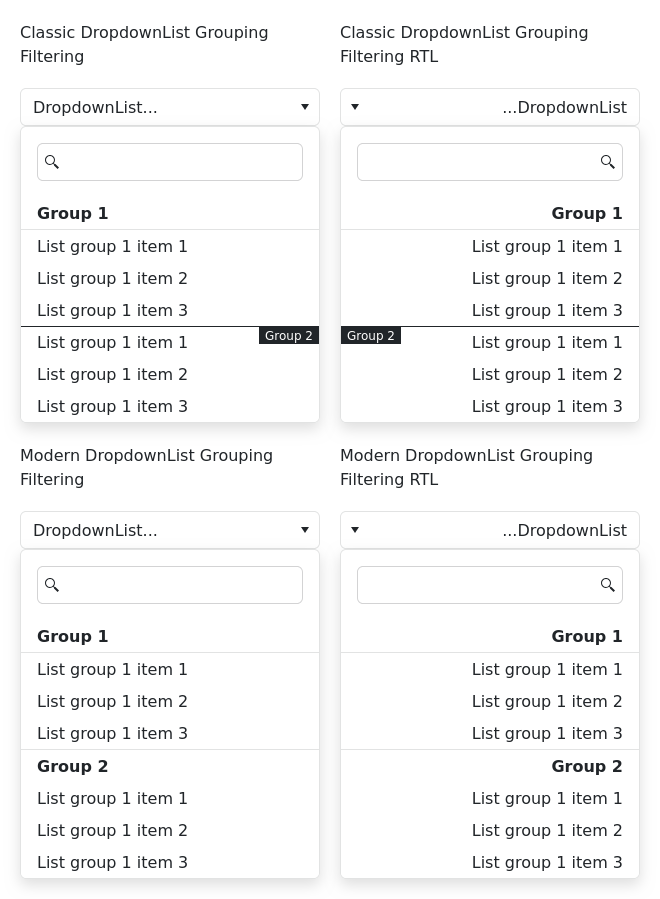 Classic DropdownList Grouping
Filtering
DropdownList...
Group 1
List group 1 item 1
List group 1 item 2
List group 1 item 3
Group 2
List group 1 item 1
List group 1 item 2
List group 1 item 3
Classic DropdownList Grouping
Filtering RTL
...DropdownList
Group 1
List group 1 item 1
List group 1 item 2
List group 1 item 3
Group 2
List group 1 item 1
List group 1 item 2
List group 1 item 3
Modern DropdownList Grouping
Filtering
DropdownList...
Group 1
List group 1 item 1
List group 1 item 2
List group 1 item 3
Group 2
List group 1 item 1
List group 1 item 2
List group 1 item 3
Modern DropdownList Grouping
Filtering RTL
...DropdownList
Group 1
List group 1 item 1
List group 1 item 2
List group 1 item 3
Group 2
List group 1 item 1
List group 1 item 2
List group 1 item 3